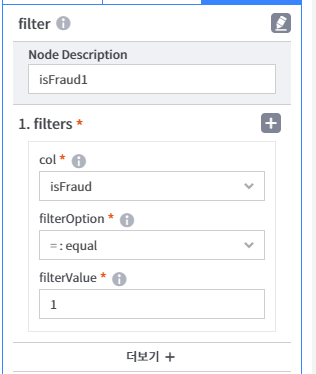 filter
Node Description
isFraud1
1. filters *
col *
isFraud
filterOption *
= : equal
filterValue *
1
더보기 +